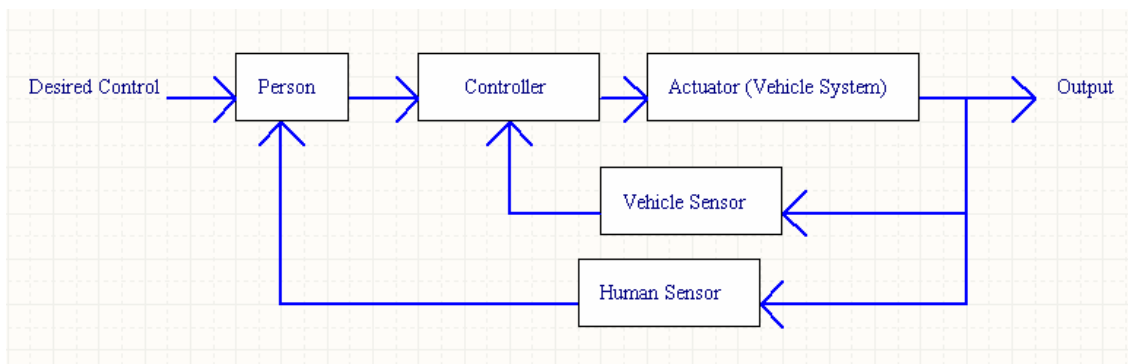 Desired Control
Person
Controller
Actuator (Vehicle System)
Output
Vehicle Sensor
Human Sensor